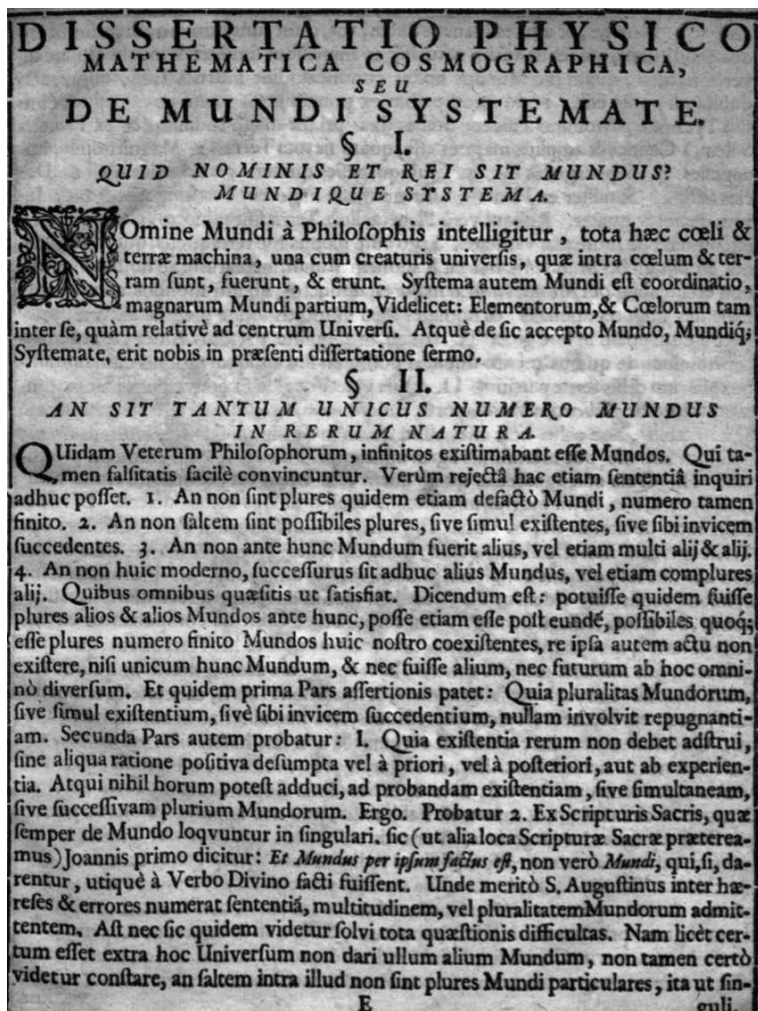 DISSERTATIO PHYSICO
MATHEMATICA COSMOGRAPHICA,
SEU
DE MUNDI SYSTEMATE.
§ I.
QUID NOMINIS ET REI SIT MUNDUS?
MUNDIQUE SYSTEMA.
NOmine Mundi à Philoſophis intelligitur, tota hæc cœli &
terræ machina, una cum creaturis univerſis, quæ intra cœlum & ter-
ram ſunt, fuerunt, & erunt. Syſtema autem Mundi eſt coordinatio,
magnarum Mundi partium, Videlicet: Elementorum, & Cœlorum tam
inter ſe, quàm relativè ad centrum Univerſi. Atquè de ſic accepto Mundo, Mundiq́;
Syſtemate, erit nobis in præſenti diſſertatione ſermo.
§ II.
AN SIT TANTUM UNICUS NUMERO MUNDUS
IN RERUM NATURA.
QUidam Veterum Philoſophorum, infinitos exiſtimabant eſſe Mundos. Qui ta-
men falſitatis facilè convincuntur. Verùm rejectâ hac etiam ſententiâ inquiri
adhuc poſſet. 1. An non ſint plures quidem etiam defactò Mundi, numero tamen
finito. 2. An non ſaltem ſint poſſibiles plures, ſive ſimul exiſtentes, ſive ſibi invicem
ſuccedentes. 3. An non ante hunc Mundum fuerit alius, vel etiam multi alij & alij.
4. An non huic moderno, ſucceſſurus ſit adhuc alius Mundus, vel etiam complures
alij. Quibus omnibus quæſitis ut ſatisfiat. Dicendum eſt: potuiſſe quidem fuiſſe
plures alios & alios Mundos ante hunc, poſſe etiam eſſe poſt eundẽ, poſſibiles quoq́;
eſſe plures numero finito Mundos huic noſtro coexiſtentes, re ipſa autem actu non
exiſtere, niſi unicum hunc Mundum, & nec fuiſſe alium, nec futurum ab hoc omni-
nò diverſum. Et quidem prima Pars aſſertionis patet: Quia pluralitas Mundorum,
ſive ſimul exiſtentium, ſivè ſibi invicem ſuccedentium, nullam involvit repugnanti-
am. Secunda Pars autem probatur: I. Quia exiſtentia rerum non debet adſtrui,
ſine aliqua ratione poſitiva deſumpta vel à priori, vel à poſteriori, aut ab experien-
tia. Atqui nihil horum poteſt adduci, ad probandam exiſtentiam, ſive ſimultaneam,
ſive ſucceſſivam plurium Mundorum. Ergo. Probatur 2. Ex Scripturis Sacris, quæ
ſemper de Mundo loqvuntur in ſingulari. ſic (ut alia loca Scripturæ Sacræ præterea-
mus) Joannis primo dicitur: Et Mundus per ipſum factus eſt, non verò Mundi, qui, ſi, da-
rentur, utiquè à Verbo Divino facti fuiſſent. Unde meritò S. Auguſtinus inter hæ-
reſes & errores numerat ſententiã, multitudinem, vel pluralitatem Mundorum admit-
tentem. Aſt nec ſic quidem videtur ſolvi tota quæſtionis difficultas. Nam licèt cer-
tum eſſet extra hoc Univerſum non dari ullum alium Mundum, non tamen certò
videtur conſtare, an ſaltem intra illud non ſint plures Mundi particulares, ita ut ſin-
E guli.